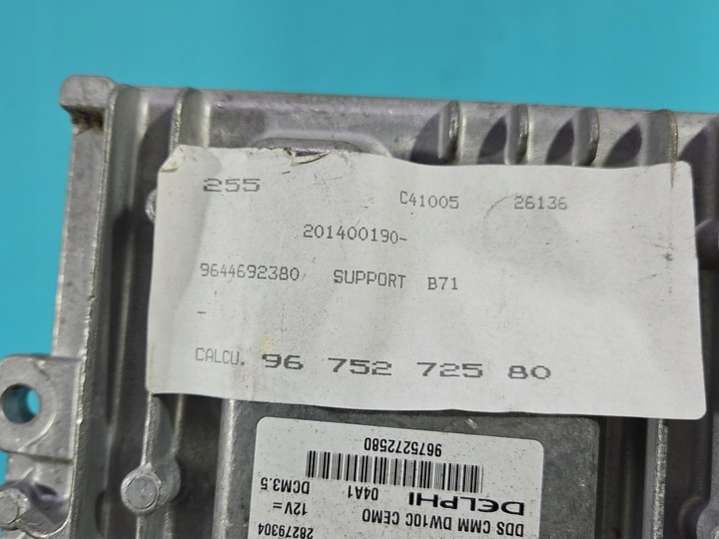 255 C41005 26136
201400190-
9644692380 SUPPORT B71
-
CALCU. 96 752 725 80
28279304
12V= DCM3.5
DDS CMM DW10C CEMO
DELPHI
04A1
9675272580